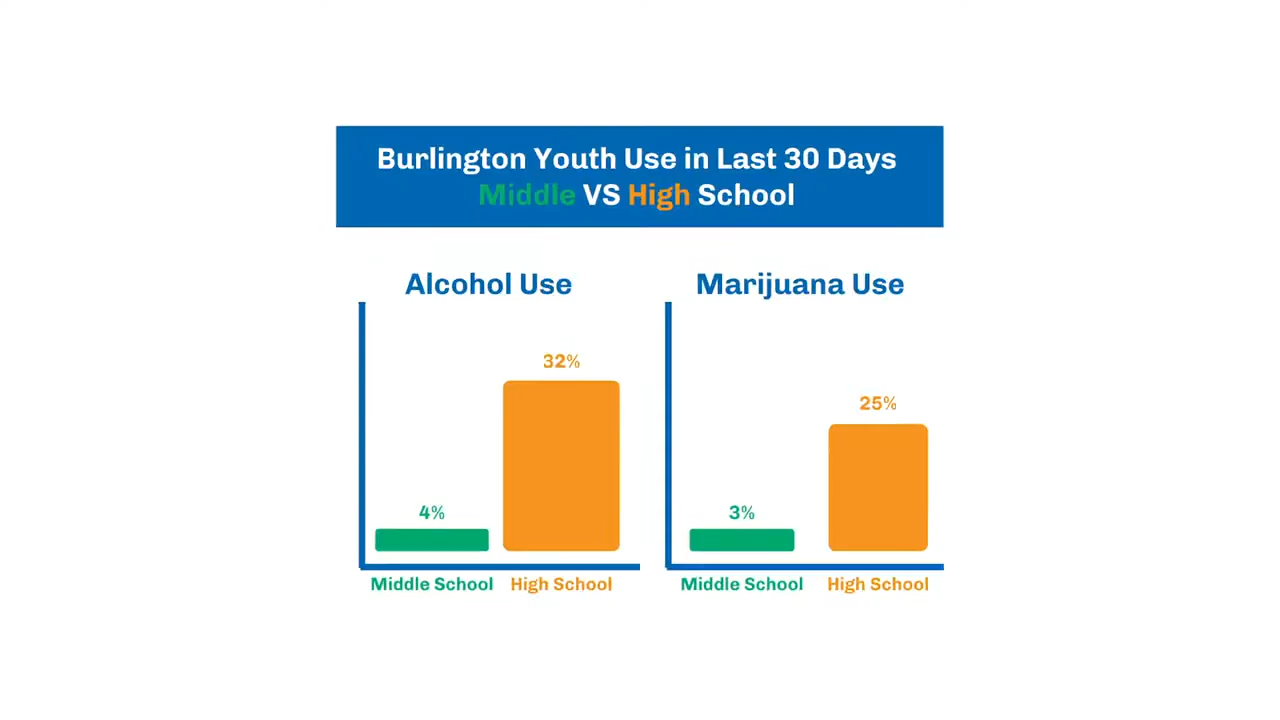 Burlington Youth Use in Last 30 Days
Middle VS High School
Alcohol Use
32%
4%
Middle School High School
Marijuana Use
25%
3%
Middle School High School